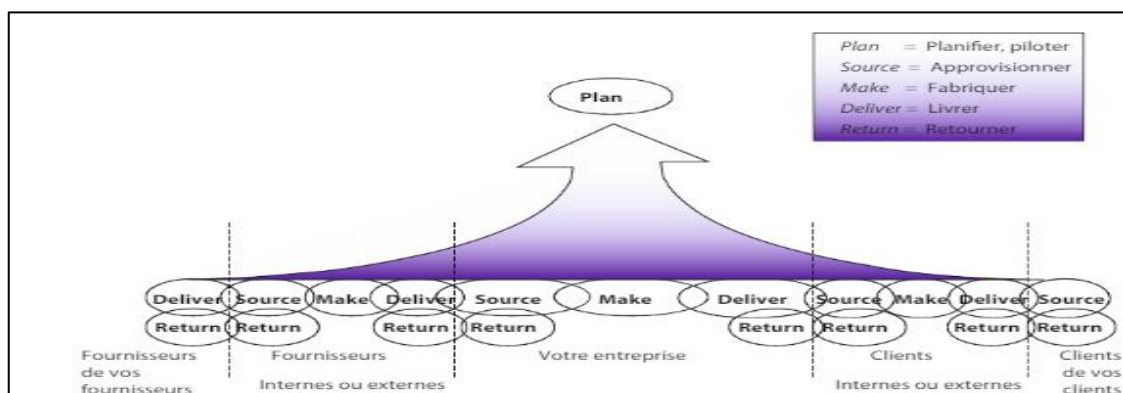 Plan = Planifier, piloter
Source = Approvisionner
Make = Fabriquer
Deliver = Livrer
Return = Retourner
Plan
Deliver Source Make Deliver Source Make Deliver Source Make Deliver Source
Return Return Return Return Return Return Return Return
Fournisseurs de vos fournisseurs
Fournisseurs
Internes ou externes
Votre entreprise
Clients
Internes ou externes
Clients de vos clients